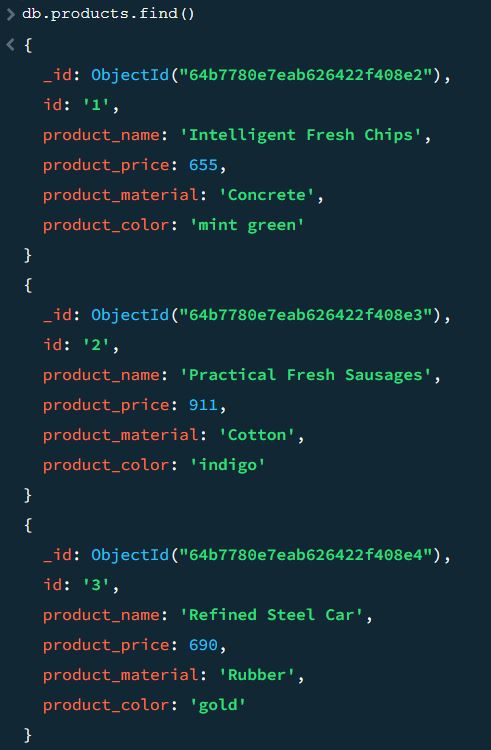 db.products.find()
{
_id: ObjectId("64b7780e7eab626422f408e2"),
id: '1',
product_name: 'Intelligent Fresh Chips',
product_price: 655,
product_material: 'Concrete',
product_color: 'mint green'
}
{
_id: ObjectId("64b7780e7eab626422f408e3"),
id: '2',
product_name: 'Practical Fresh Sausages',
product_price: 911,
product_material: 'Cotton',
product_color: 'indigo'
}
{
_id: ObjectId("64b7780e7eab626422f408e4"),
id: '3',
product_name: 'Refined Steel Car',
product_price: 690,
product_material: 'Rubber',
product_color: 'gold'
}